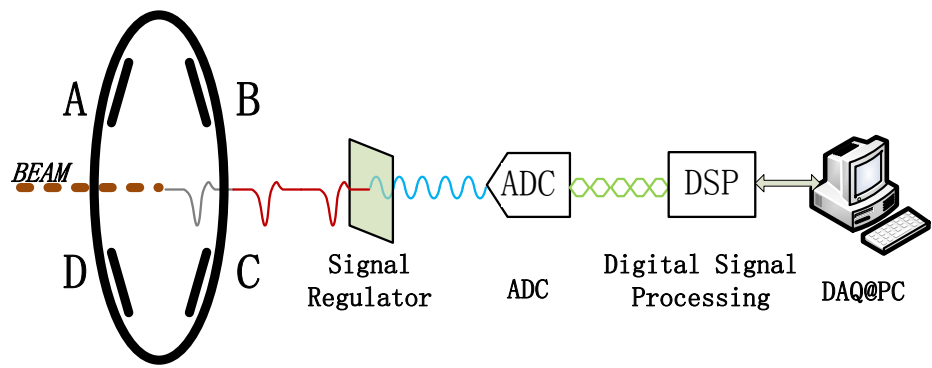 A
B
BEAM
D
C
ADC
DSP
Signal
Regulator
ADC
Digital Signal
Processing
DAQ@PC